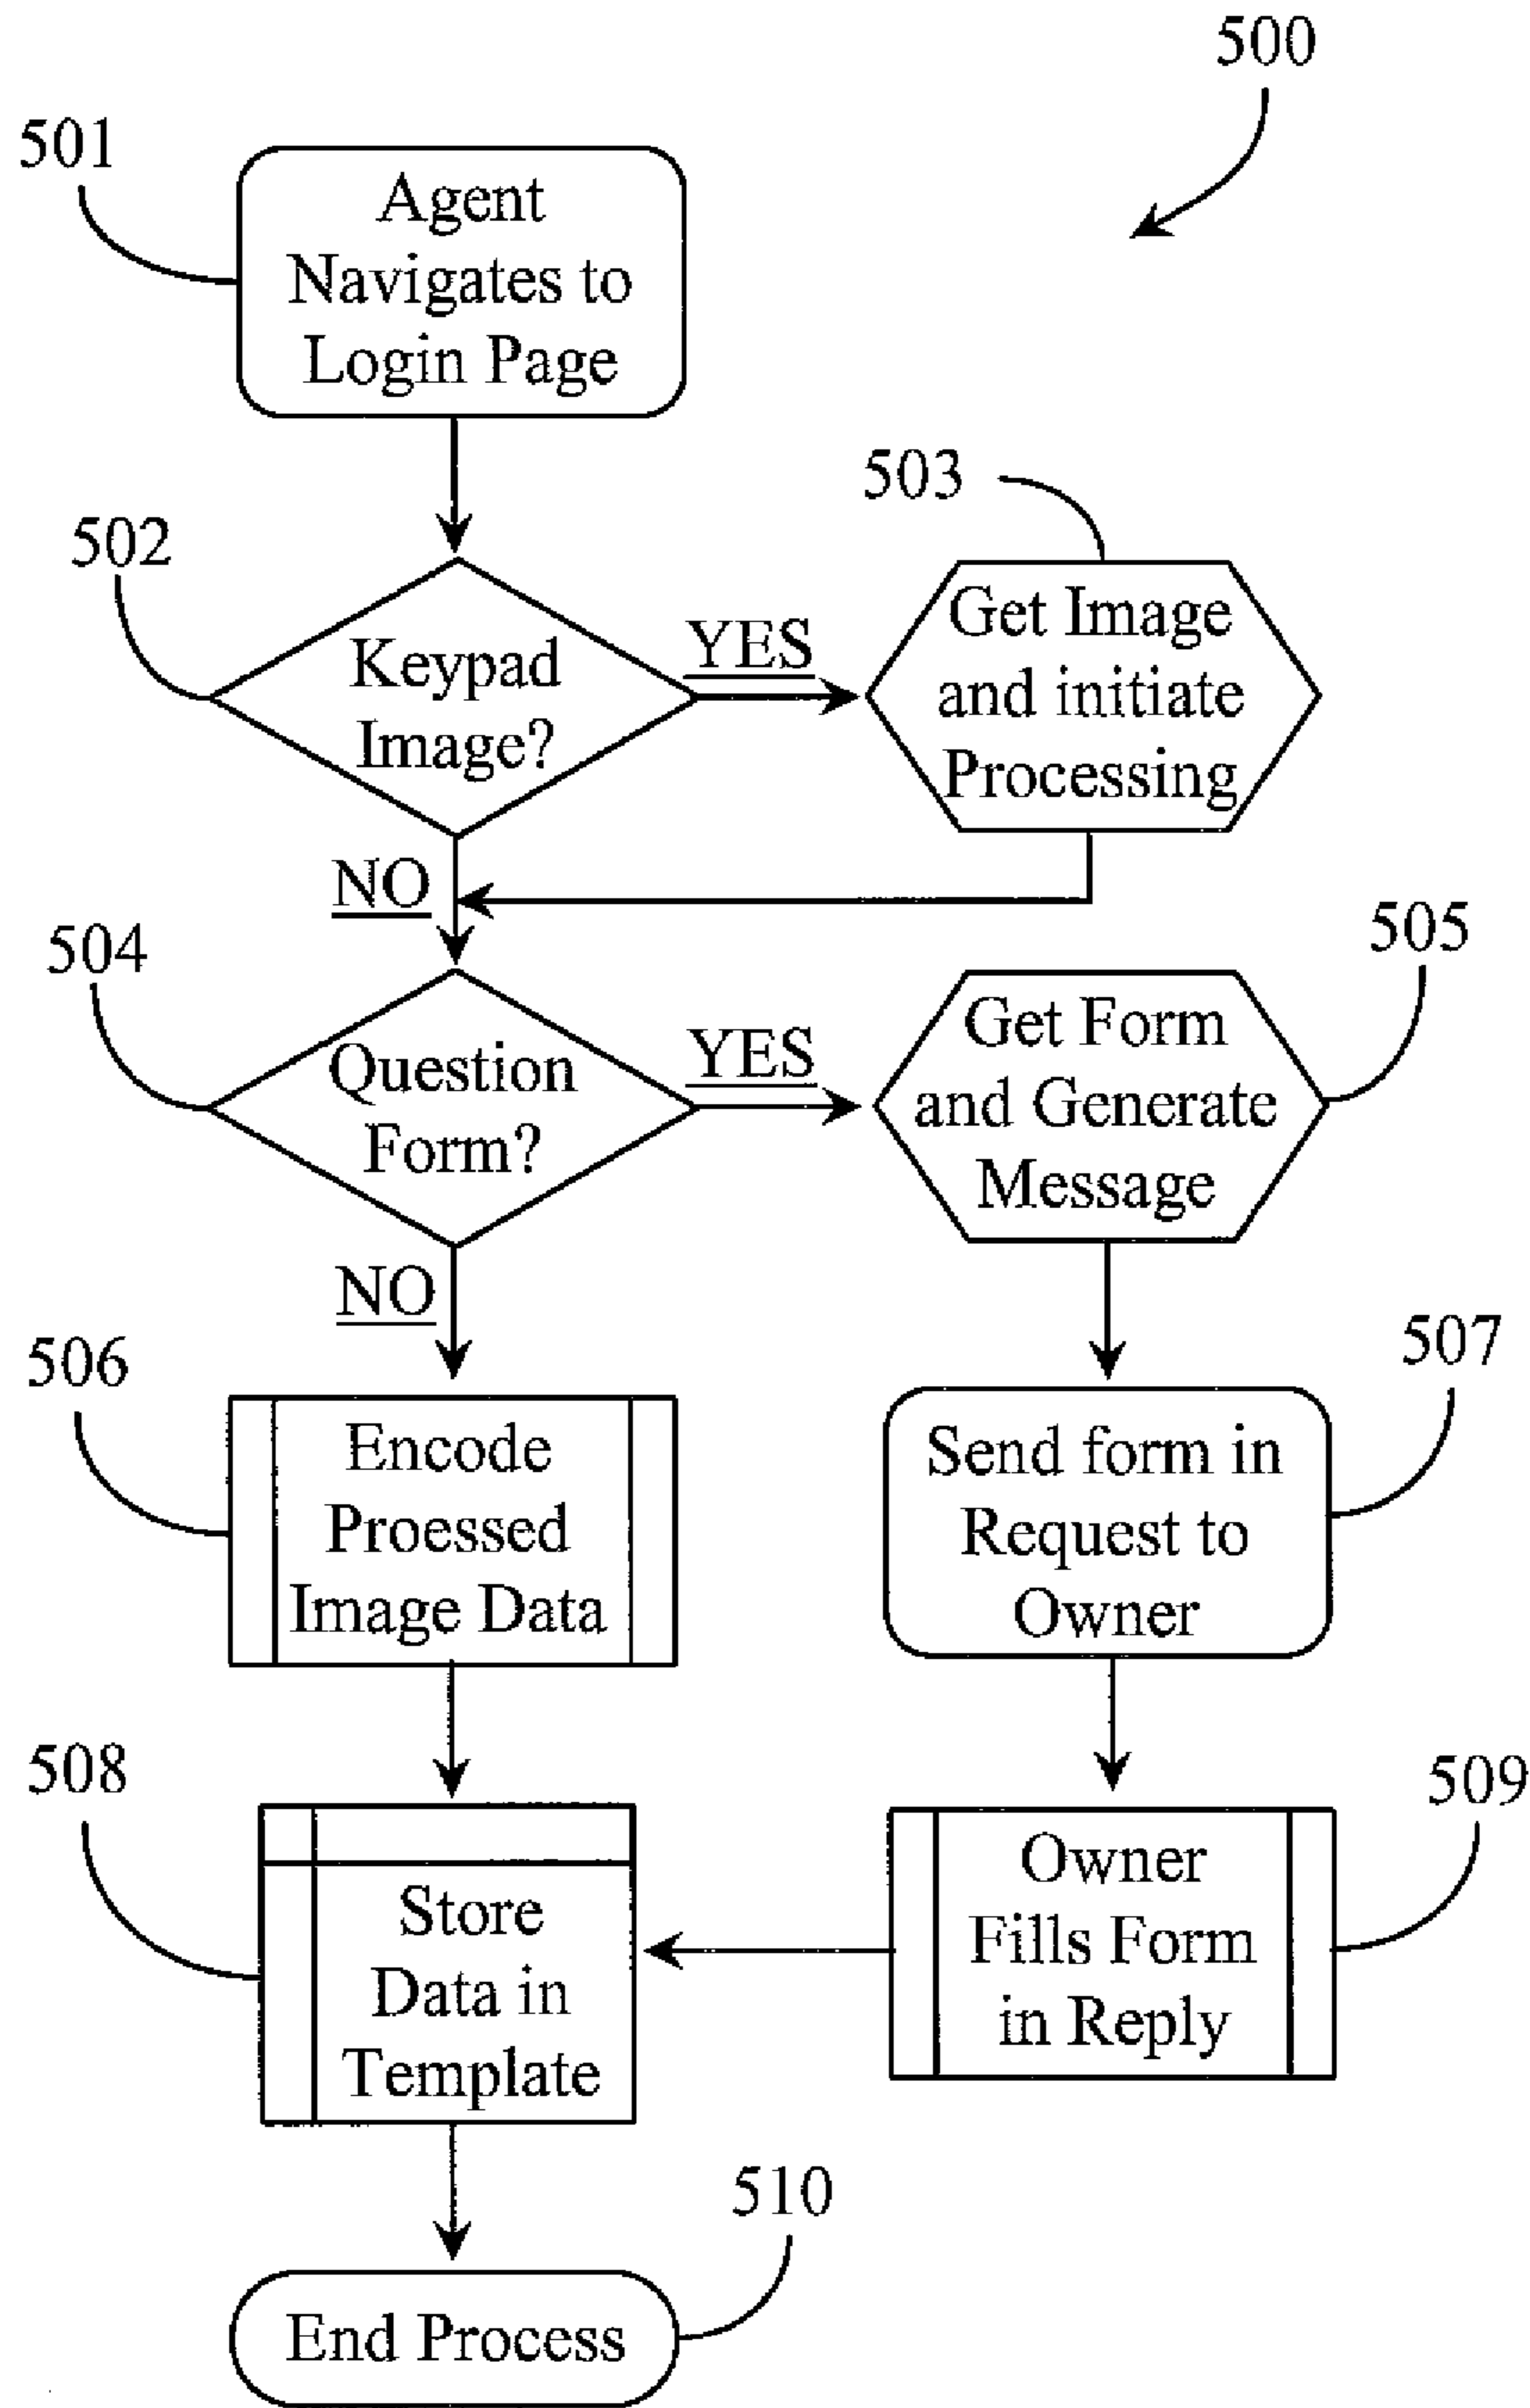 500
501
Agent
Navigates to
Login Page
503
502
Keypad
Image?
YES
Get Image
and initiate
Processing
NO
505
504
Question
Form?
YES
Get Form
and Generate
Message
NO
507
506
Encode
Proessed
Image Data
Send form in
Request to
Owner
508
509
Store
Data in
Template
Owner
Fills Form
in Reply
510
End Process